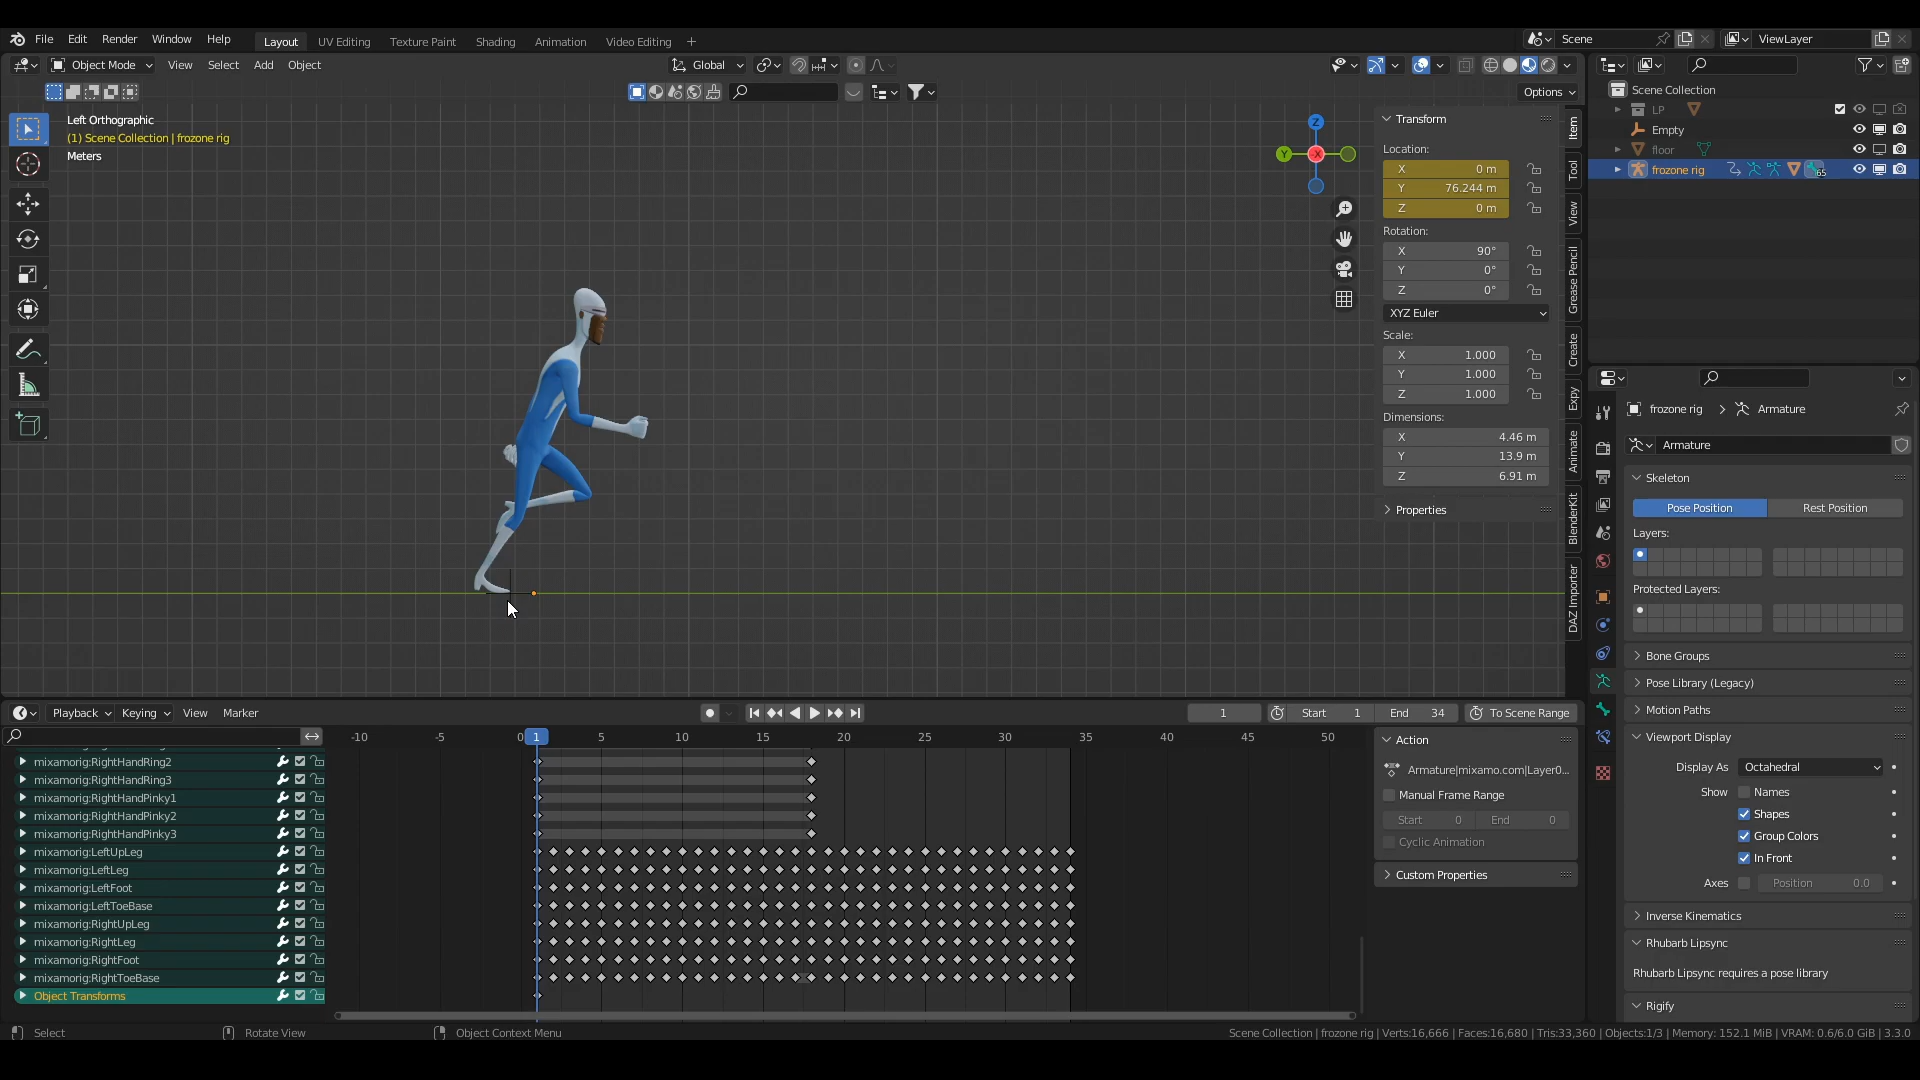 File Edit Render Window Help Layout UV Editing Texture Paint Shading Animation Video Editing + Scene ViewLayer
Object Mode View Select Add Object Global
Options
Left Orthographic
(1) Scene Collection | frozone rig
Meters
Z
Y
X
Transform
Location:
X 0 m
Y 76.244 m
Z 0 m
Rotation:
X 90°
Y 0°
Z 0°
XYZ Euler
Scale:
X 1.000
Y 1.000
Z 1.000
Dimensions:
X 4.46 m
Y 13.9 m
Z 6.91 m
Properties
Item
Tool
View
Grease Pencil
Create
Expy
Animate
BlenderKit
DAZ Importer
Scene Collection
LP
Empty
floor
frozone rig 65
frozone rig > Armature
Armature
Skeleton
Pose Position Rest Position
Layers:
Protected Layers:
Bone Groups
Pose Library (Legacy)
Motion Paths
Viewport Display
Display As Octahedral
Show Names
Shapes
Group Colors
In Front
Axes Position 0.0
Inverse Kinematics
Rhubarb Lipsync
Rhubarb Lipsync requires a pose library
Rigify
Playback Keying View Marker 1 Start 1 End 34 To Scene Range
-10 -5 0 1 5 10 15 20 25 30 35 40 45 50
mixamorig:RightHandRing2
mixamorig:RightHandRing3
mixamorig:RightHandPinky1
mixamorig:RightHandPinky2
mixamorig:RightHandPinky3
mixamorig:LeftUpLeg
mixamorig:LeftLeg
mixamorig:LeftFoot
mixamorig:LeftToeBase
mixamorig:RightUpLeg
mixamorig:RightLeg
mixamorig:RightFoot
mixamorig:RightToeBase
Object Transforms
Action
Armature|mixamo.com|Layer0...
Manual Frame Range
Start 0 End 0
Cyclic Animation
Custom Properties
Select Rotate View Object Context Menu Scene Collection | frozone rig | Verts:16,666 | Faces:16,680 | Tris:33,360 | Objects:1/3 | Memory: 152.1 MiB | VRAM: 0.6/6.0 GiB | 3.3.0